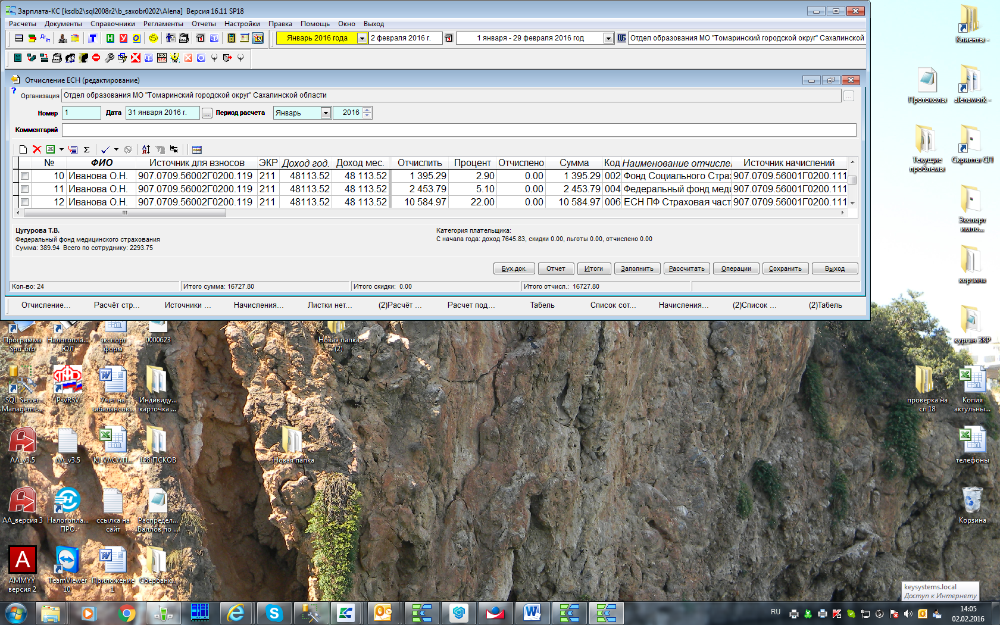 Зарплата-КС [ksdb2\sql2008r2\b_saxobr0202\Alena]  Версия 16.11 SP18
Расчеты Документы Справочники Регламенты Отчеты Настройки Правка Помощь Окно Выход
Январь 2016 года 2 февраля 2016 г. 1 января - 29 февраля 2016 год Отдел образования МО "Томаринский городской округ" Сахалинской
Отчисление ЕСН (редактирование)
Организация Отдел образования МО "Томаринский городской округ" Сахалинской области
Номер 1 Дата 31 января 2016 г. ... Период расчета Январь 2016
Комментарий
№ ФИО Источник для взносов ЭКР Доход год. Доход мес. Отчислить Процент Отчислено Сумма Код Наименование отчисле Источник начислений
10 Иванова О.Н. 907.0709.56002Г0200.119 211 48113.52 48 113.52 1 395.29 2.90 0.00 1 395.29 002 Фонд Социального Стра 907.0709.56001Г0200.111
11 Иванова О.Н. 907.0709.56002Г0200.119 211 48113.52 48 113.52 2 453.79 5.10 0.00 2 453.79 004 Федеральный фонд меди 907.0709.56001Г0200.111
12 Иванова О.Н. 907.0709.56002Г0200.119 211 48113.52 48 113.52 10 584.97 22.00 0.00 10 584.97 006 ЕСН ПФ Страховая част 907.0709.56001Г0200.111
Цугурова Т.В.
Федеральный фонд медицинского страхования
Сумма: 389.94  Всего по сотруднику: 2293.75
Категория плательщика:
С начала года: доход 7645.83, скидки 0.00, льготы 0.00, отчислено 0.00
Бух.док. Отчет Итоги Заполнить Рассчитать Операции Сохранить Выход
Кол-во: 24 Итого сумма: 16727.80 Итого скидки:  0.00 Итого отчисл.:  16727.80
Отчисление... Расчёт стр... Источники ... Начисления... Листки нет... (2)Расчёт ... Расчет под... Табель Список сот... Начисления... (2)Список ... (2)Табель
Клиенты -
Протоколы
alenawork -
Текущие проблемы
Скрипты СП
Экспорт импо...
корзина
курган ЗКР
проверка на сп 18
Копия актульны...
телефоны
Корзина
Программа Spu_orb
Налогопла... ЮЛ
экспорт форм
0000623
Новая папка (2)
SQL Server Manageme...
PsvRSV
Учет на забалансов...
Индивиду... карточка ...
AA_v3.5
AA_v3.5
KJ_VACATI...
128 ПСКОВ
Новая папка
AA_версия 3
Налогопла... ПРО
ссылка на сайт
Распредел... Баллов по ...
AMMYY версия 2
TeamViewer 10
Приложение 1
Сбербанк...
keysystems.local
Доступ к Интернету
RU
14:05
02.02.2016